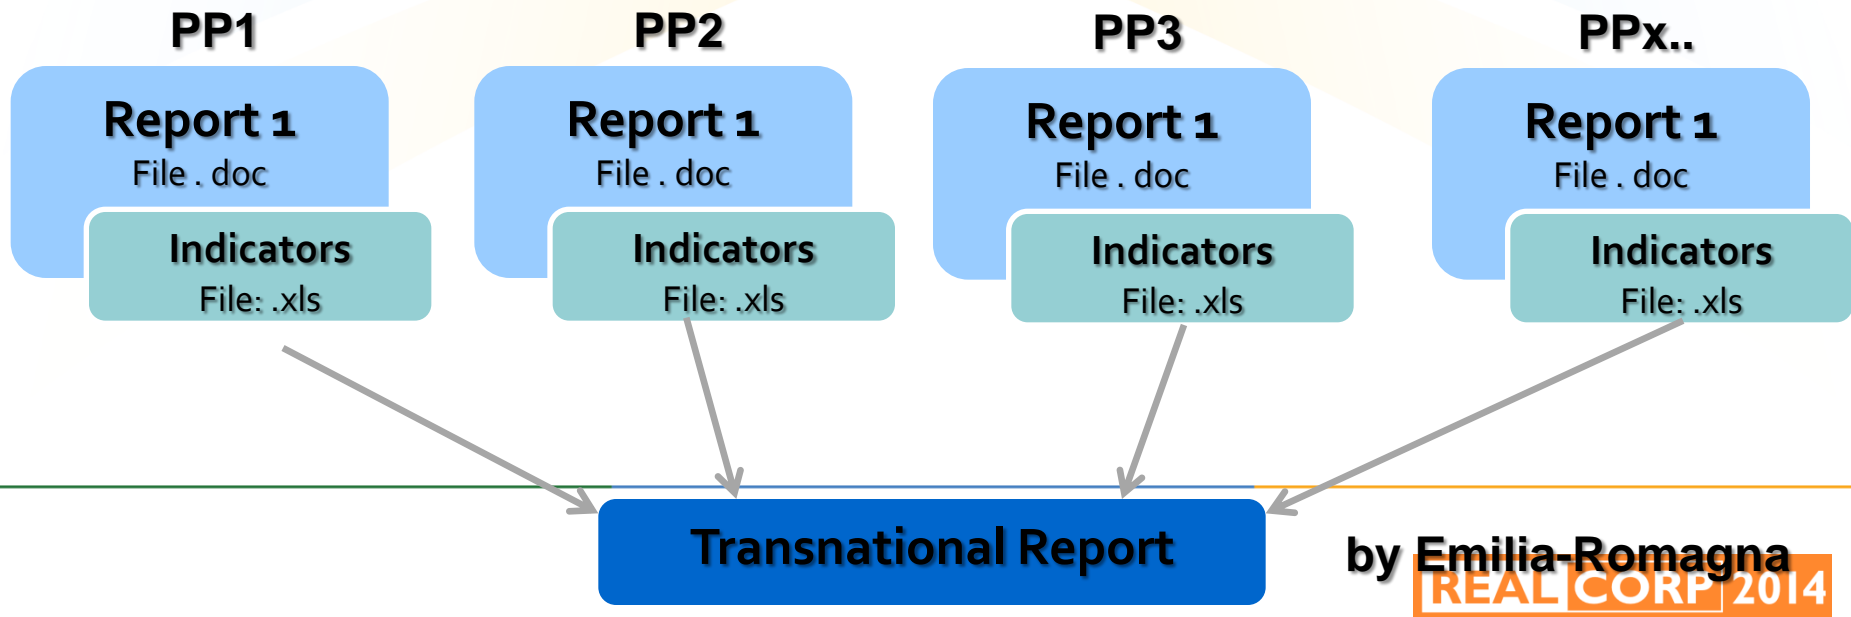 PP1
PP2
PP3
PPx..
Report 1
File . doc
Indicators
File: .xls
Report 1
File . doc
Indicators
File: .xls
Report 1
File . doc
Indicators
File: .xls
Report 1
File . doc
Indicators
File: .xls
Transnational Report
by Emilia-Romagna
REAL CORP 2014